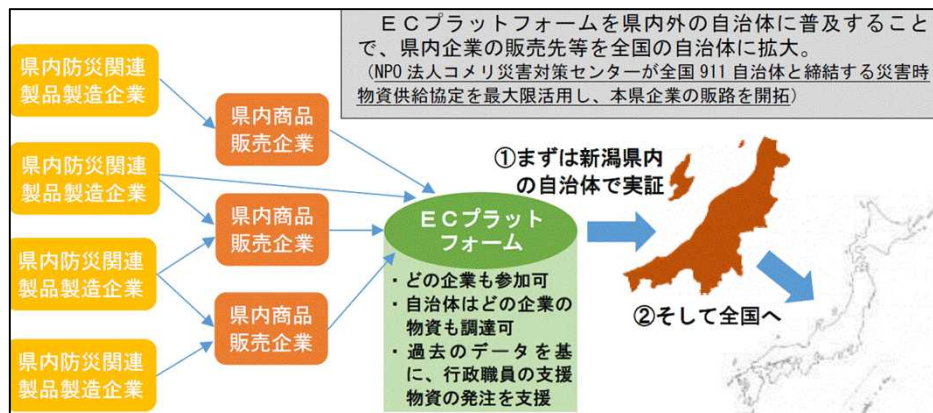 ＥＣプラットフォームを県内外の自治体に普及すること
で、県内企業の販売先等を全国の自治体に拡大。
（NPO 法人コメリ災害対策センターが全国 911 自治体と締結する災害時
物資供給協定を最大限活用し、本県企業の販路を開拓）
県内防災関連
製品製造企業
県内防災関連
製品製造企業
県内防災関連
製品製造企業
県内防災関連
製品製造企業
県内商品
販売企業
県内商品
販売企業
県内商品
販売企業
ＥＣプラット
フォーム
・どの企業も参加可
・自治体はどの企業の
物資も調達可
・過去のデータを基
に、行政職員の支援
物資の発注を支援
①まずは新潟県内
の自治体で実証
②そして全国へ